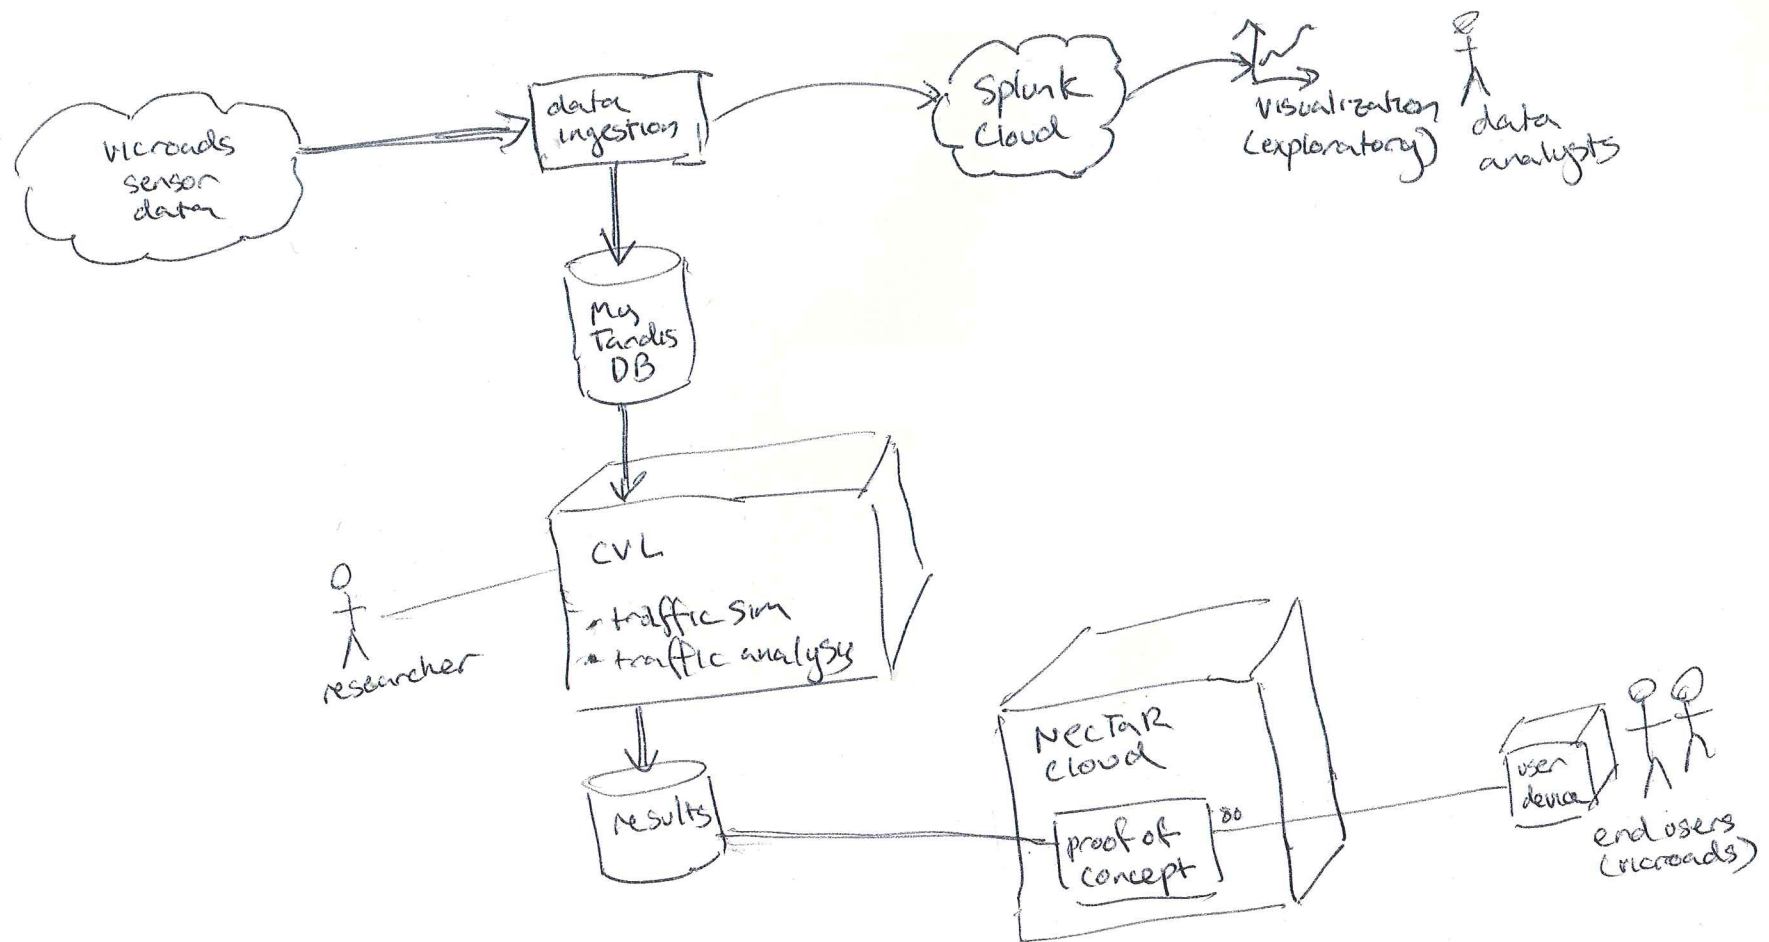 vicroads
sensor
data
data
ingestion
Splunk
Cloud
visualization
(exploratory)
data
analysts
My
Tardis
DB
CVL
- traffic sim
- traffic analysis
researcher
results
NecTaR
Cloud
proof of
concept
80
user
device
end users
(vicroads)